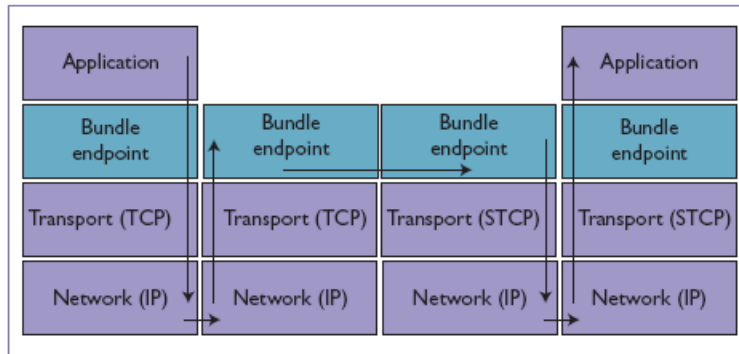 Application
Application
Bundle
endpoint
Bundle
endpoint
Bundle
endpoint
Bundle
endpoint
Transport (TCP)
Transport (TCP)
Transport (STCP)
Transport (STCP)
Network (IP)
Network (IP)
Network (IP)
Network (IP)